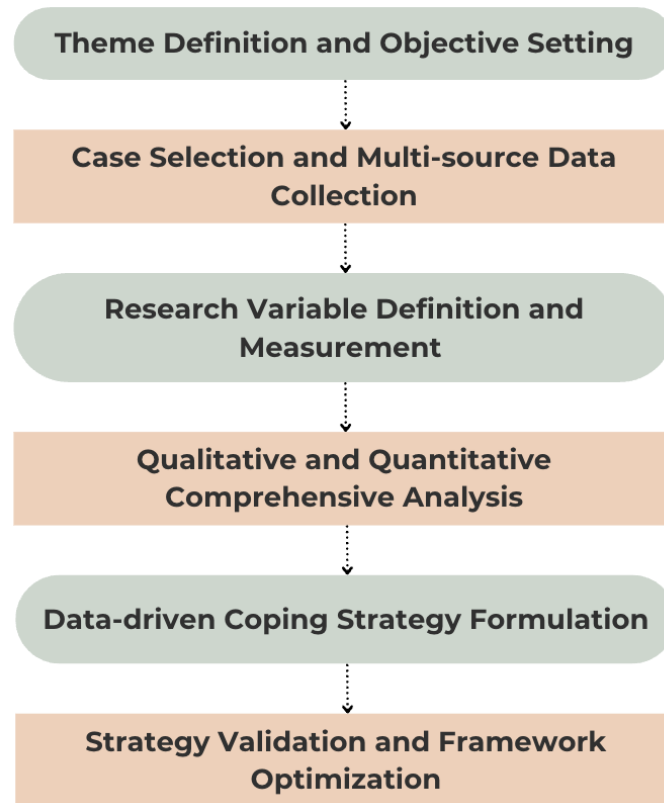 Theme Definition and Objective Setting
Case Selection and Multi-source Data
Collection
Research Variable Definition and
Measurement
Qualitative and Quantitative
Comprehensive Analysis
Data-driven Coping Strategy Formulation
Strategy Validation and Framework
Optimization